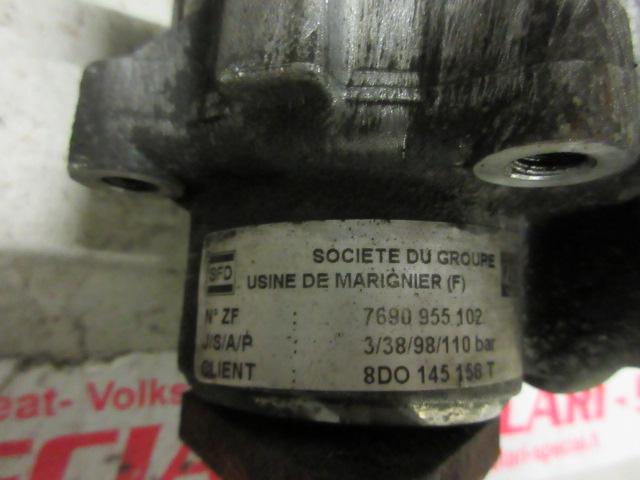 SFD
SOCIETE DU GROUPE
USINE DE MARIGNIER (F)
N° ZF : 7690 955 102
J/S/A/P : 3/38/98/110 bar
CLIENT : 8DO 145 156 T
eat- Volks